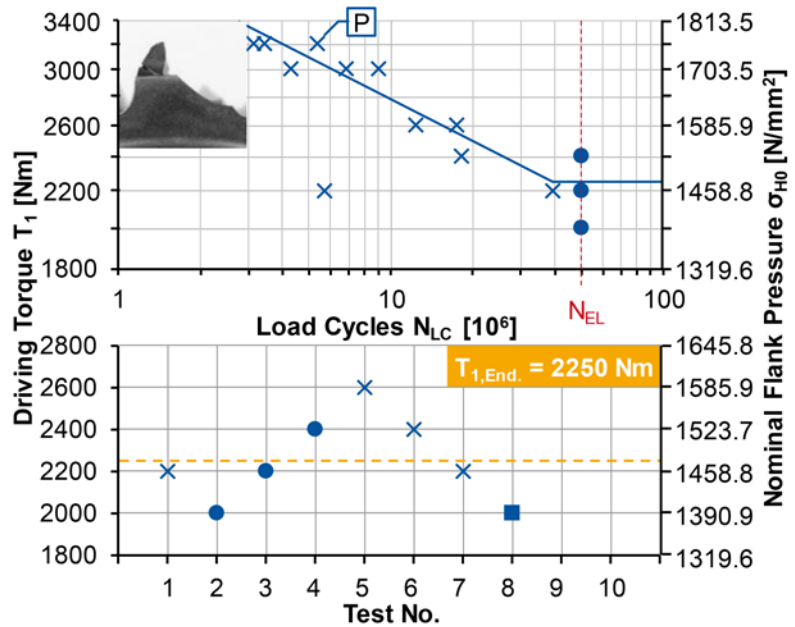 Driving Torque T1 [Nm]
3400
3000
2600
2200
1800
P
1813.5
1703.5
1585.9
1458.8
1319.6
Nominal Flank Pressure σH0 [N/mm²]
1 10 100
NEL
Load Cycles NLC [10⁶]
2800
2600
2400
2200
2000
1800
T1,End. = 2250 Nm
1645.8
1585.9
1523.7
1458.8
1390.9
1319.6
1 2 3 4 5 6 7 8 9 10
Test No.